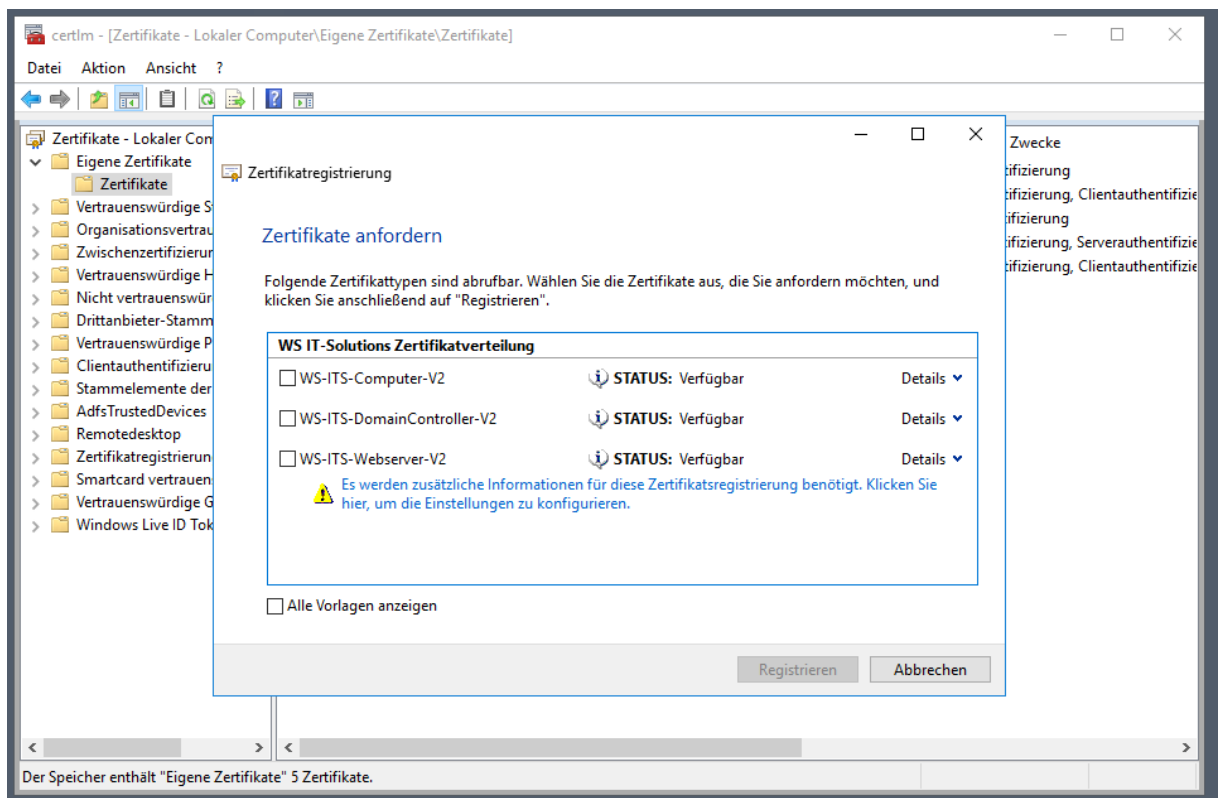 certlm - [Zertifikate - Lokaler Computer\Eigene Zertifikate\Zertifikate]
Datei Aktion Ansicht ?
Zertifikate - Lokaler Com
Eigene Zertifikate
Zertifikate
Vertrauenswürdige S
Organisationsvertrau
Zwischenzertifizierur
Vertrauenswürdige H
Nicht vertrauenswür
Drittanbieter-Stamm
Vertrauenswürdige P
Clientauthentifizieru
Stammelemente der
AdfsTrustedDevices
Remotedesktop
Zertifikatregistrierun
Smartcard vertrauen
Vertrauenswürdige G
Windows Live ID Tok
Zertifikatregistrierung
Zertifikate anfordern
Folgende Zertifikattypen sind abrufbar. Wählen Sie die Zertifikate aus, die Sie anfordern möchten, und
klicken Sie anschließend auf "Registrieren".
WS IT-Solutions Zertifikatverteilung
WS-ITS-Computer-V2 STATUS: Verfügbar Details
WS-ITS-DomainController-V2 STATUS: Verfügbar Details
WS-ITS-Webserver-V2 STATUS: Verfügbar Details
Es werden zusätzliche Informationen für diese Zertifikatsregistrierung benötigt. Klicken Sie
hier, um die Einstellungen zu konfigurieren.
Alle Vorlagen anzeigen
Registrieren Abbrechen
Zwecke
tifizierung
tifizierung, Clientauthentifizie
tifizierung
tifizierung, Serverauthentifizie
tifizierung, Clientauthentifizie
Der Speicher enthält "Eigene Zertifikate" 5 Zertifikate.